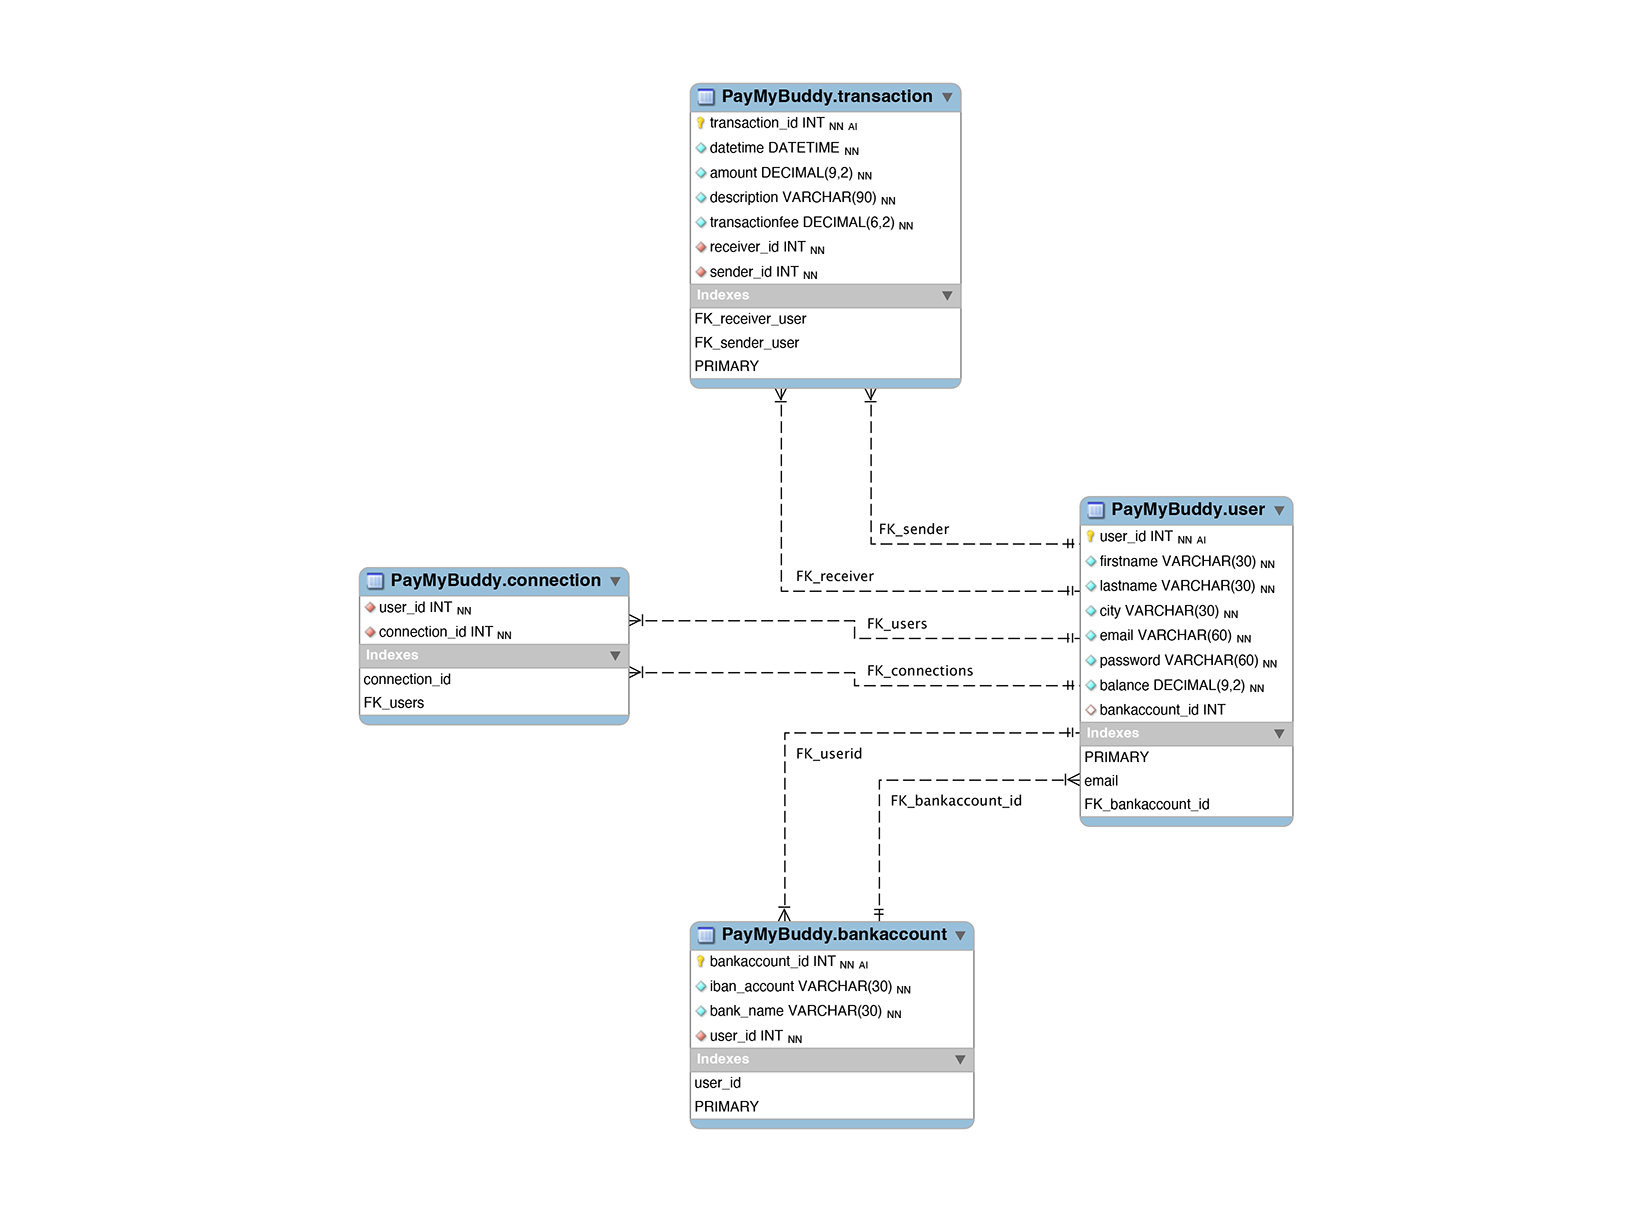 PayMyBuddy.transaction
transaction_id INT NN AI
datetime DATETIME NN
amount DECIMAL(9,2) NN
description VARCHAR(90) NN
transactionfee DECIMAL(6,2) NN
receiver_id INT NN
sender_id INT NN
Indexes
FK_receiver_user
FK_sender_user
PRIMARY
FK_sender
FK_receiver
FK_users
FK_connections
FK_userid
FK_bankaccount_id
PayMyBuddy.connection
user_id INT NN
connection_id INT NN
Indexes
connection_id
FK_users
PayMyBuddy.user
user_id INT NN AI
firstname VARCHAR(30) NN
lastname VARCHAR(30) NN
city VARCHAR(30) NN
email VARCHAR(60) NN
password VARCHAR(60) NN
balance DECIMAL(9,2) NN
bankaccount_id INT
Indexes
PRIMARY
email
FK_bankaccount_id
PayMyBuddy.bankaccount
bankaccount_id INT NN AI
iban_account VARCHAR(30) NN
bank_name VARCHAR(30) NN
user_id INT NN
Indexes
user_id
PRIMARY